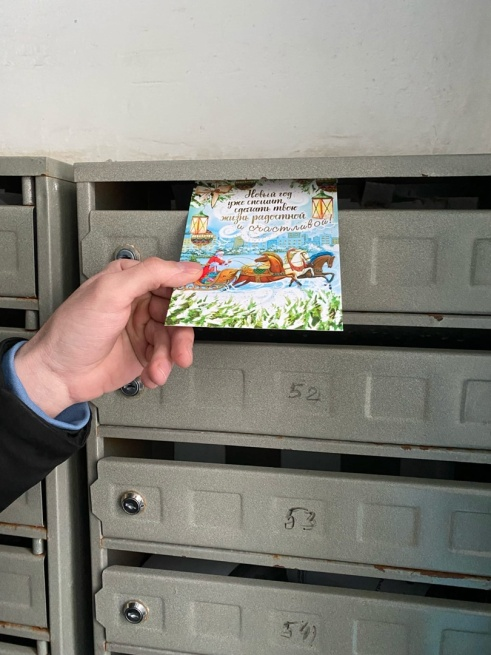 Новый год
уже спешит
сделать твою
жизнь радостной
и счастливой!
52
53
54